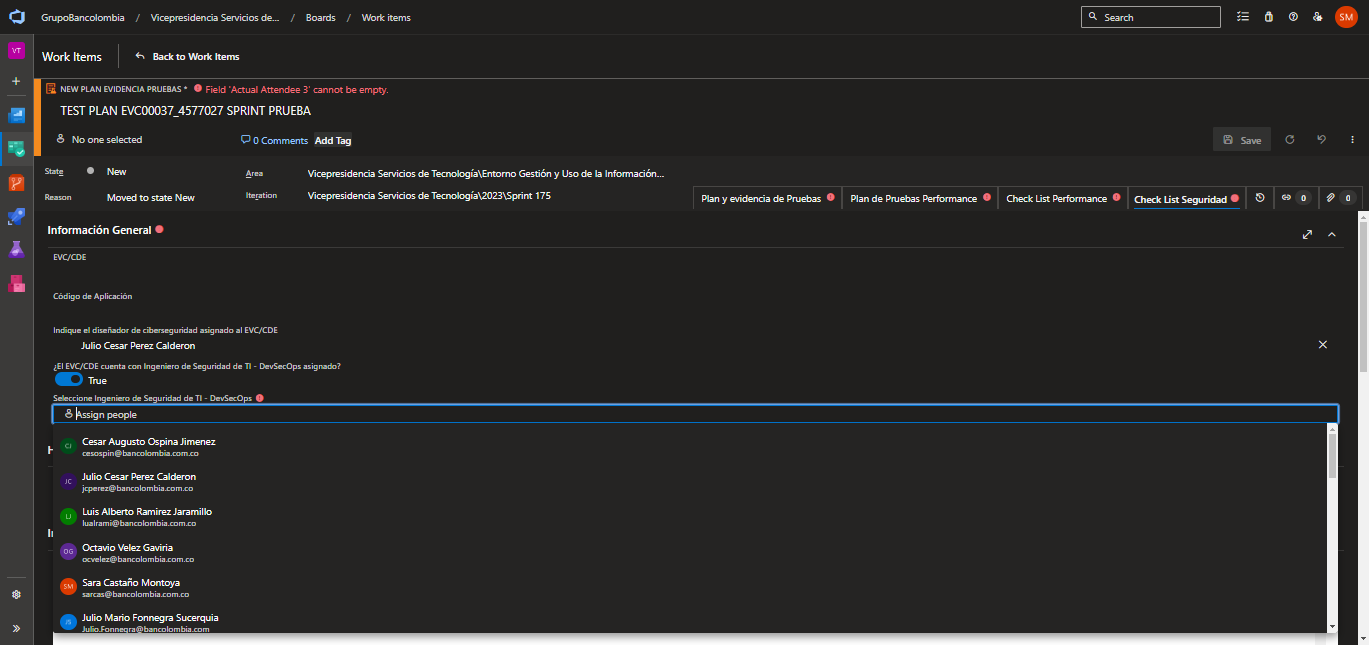 GrupoBancolombia / Vicepresidencia Servicios de... / Boards / Work items
Search
SM
VT
Work Items
Back to Work Items
NEW PLAN EVIDENCIA PRUEBAS * Field 'Actual Attendee 3' cannot be empty.
TEST PLAN EVC00037_4577027 SPRINT PRUEBA
No one selected
0 Comments
Add Tag
Save
State
New
Area
Vicepresidencia Servicios de Tecnología\Entorno Gestión y Uso de la Información...
Reason
Moved to state New
Iteration
Vicepresidencia Servicios de Tecnología\2023\Sprint 175
Plan y evidencia de Pruebas
Plan de Pruebas Performance
Check List Performance
Check List Seguridad
0
0
Información General
EVC/CDE
Código de Aplicación
Indique el diseñador de ciberseguridad asignado al EVC/CDE
Julio Cesar Perez Calderon
¿El EVC/CDE cuenta con Ingeniero de Seguridad de TI - DevSecOps asignado?
True
Seleccione Ingeniero de Seguridad de TI - DevSecOps
Assign people
CJ
Cesar Augusto Ospina Jimenez
cesospin@bancolombia.com.co
JC
Julio Cesar Perez Calderon
jcperez@bancolombia.com.co
LJ
Luis Alberto Ramirez Jaramillo
lualrami@bancolombia.com.co
OG
Octavio Velez Gaviria
ocvelez@bancolombia.com.co
SM
Sara Castaño Montoya
sarcas@bancolombia.com.co
JS
Julio Mario Fonnegra Sucerquia
Julio.Fonnegra@bancolombia.com